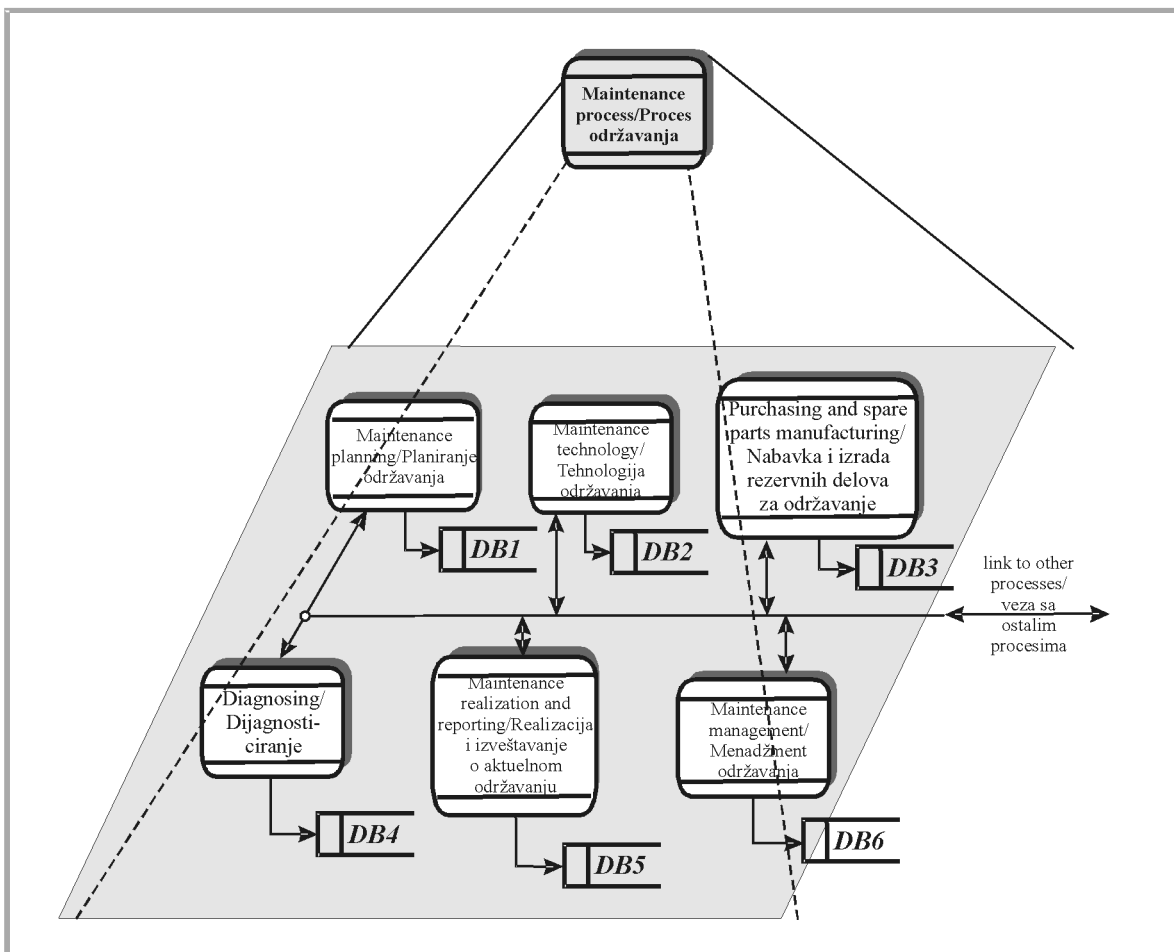 Maintenance
process/Proces
održavanja
Maintenance
planning/Planiranje
održavanja
Maintenance
technology/
Tehnologija
održavanja
Purchasing and spare
parts manufacturing/
Nabavka i izrada
rezervnih delova
za održavanje
DB1
DB2
DB3
link to other
processes/
veza sa
ostalim
procesima
Diagnosing/
Dijagnosti-
ciranje
Maintenance
realization and
reporting/Realizacija
i izveštavanje
o aktuelnom
održavanju
Maintenance
management/
Menadžment
održavanja
DB4
DB5
DB6